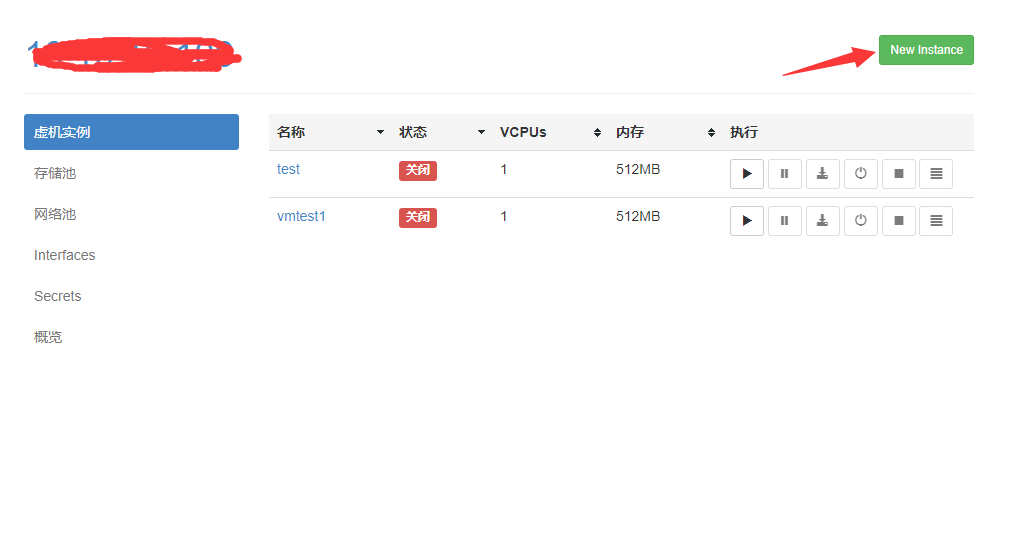 New Instance
虚机实例
存储池
网络池
Interfaces
Secrets
概览
名称 状态 VCPUs 内存 执行
test 关闭 1 512MB
vmtest1 关闭 1 512MB